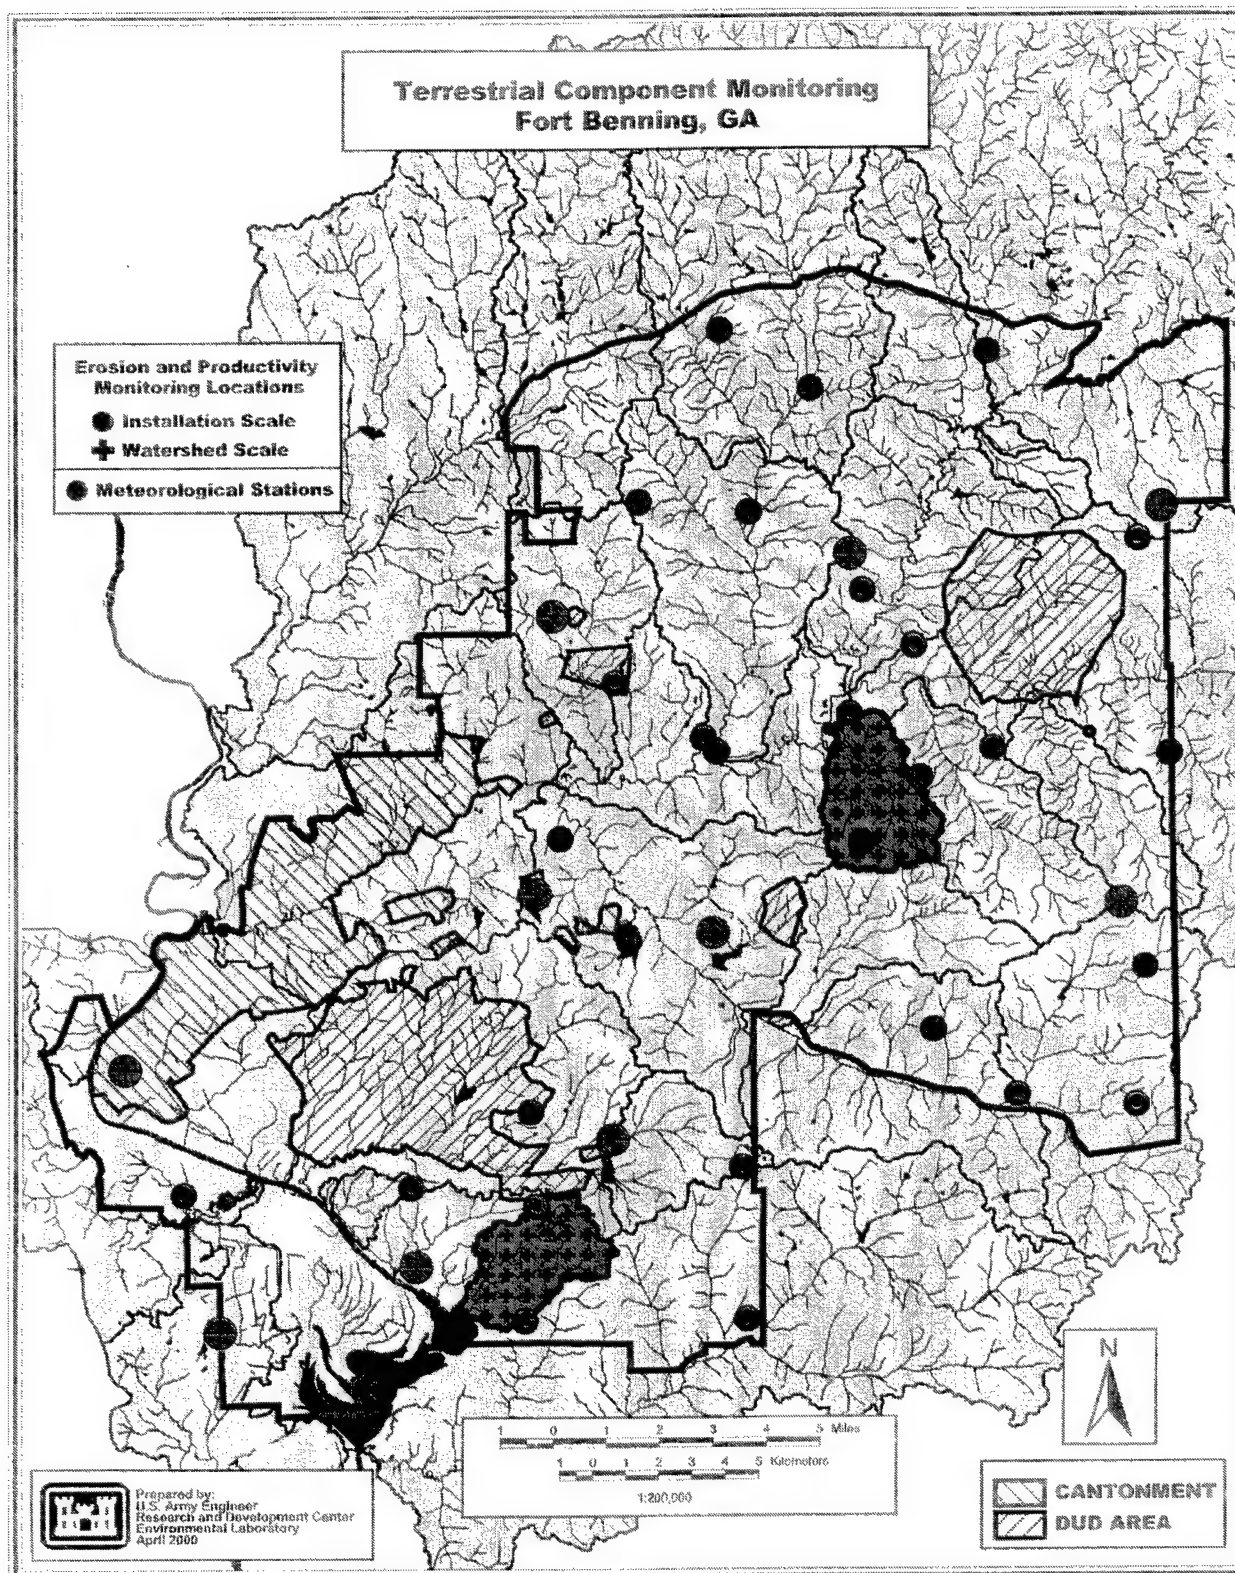 Terrestrial Component Monitoring
Fort Benning, GA
Erosion and Productivity
Monitoring Locations
Installation Scale
Watershed Scale
Meteorological Stations
N
1 0 1 2 3 4 5 Miles
1 0 1 2 3 4 5 Kilometers
1:200,000
CANTONMENT
DUD AREA
Prepared by:
U.S. Army Engineer
Research and Development Center
Environmental Laboratory
April 2000